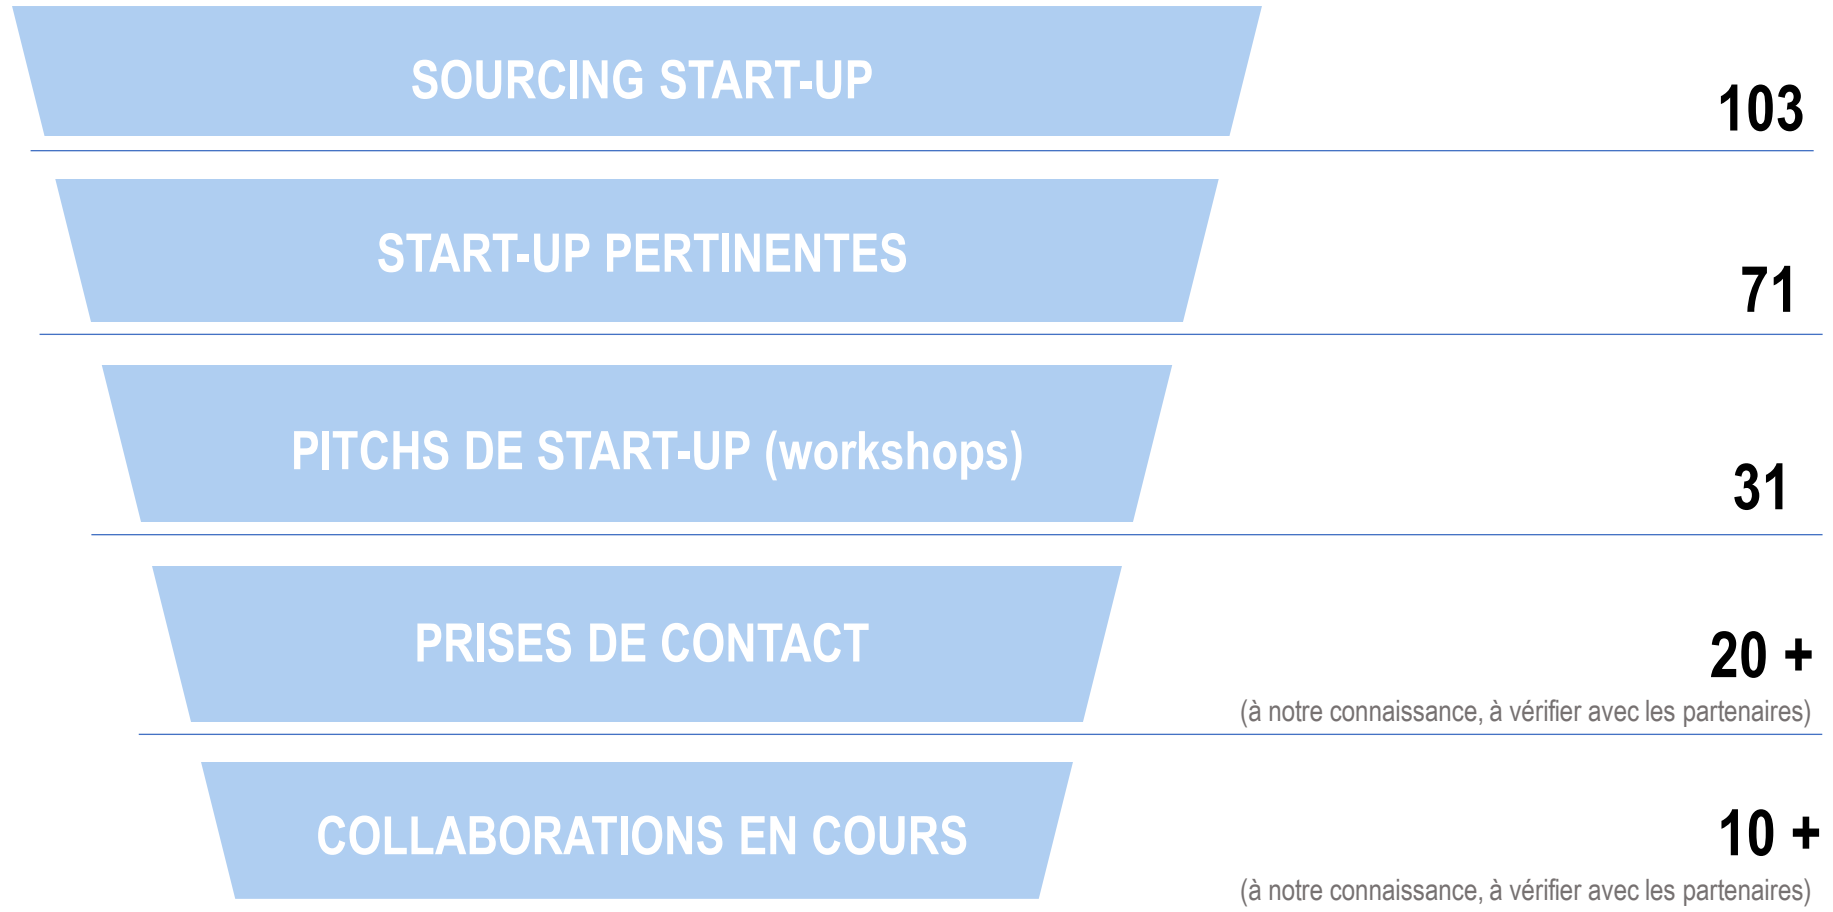 SOURCING START-UP
103
START-UP PERTINENTES
71
PITCHS DE START-UP (workshops)
31
PRISES DE CONTACT
20 +
(à notre connaissance, à vérifier avec les partenaires)
COLLABORATIONS EN COURS
10 +
(à notre connaissance, à vérifier avec les partenaires)